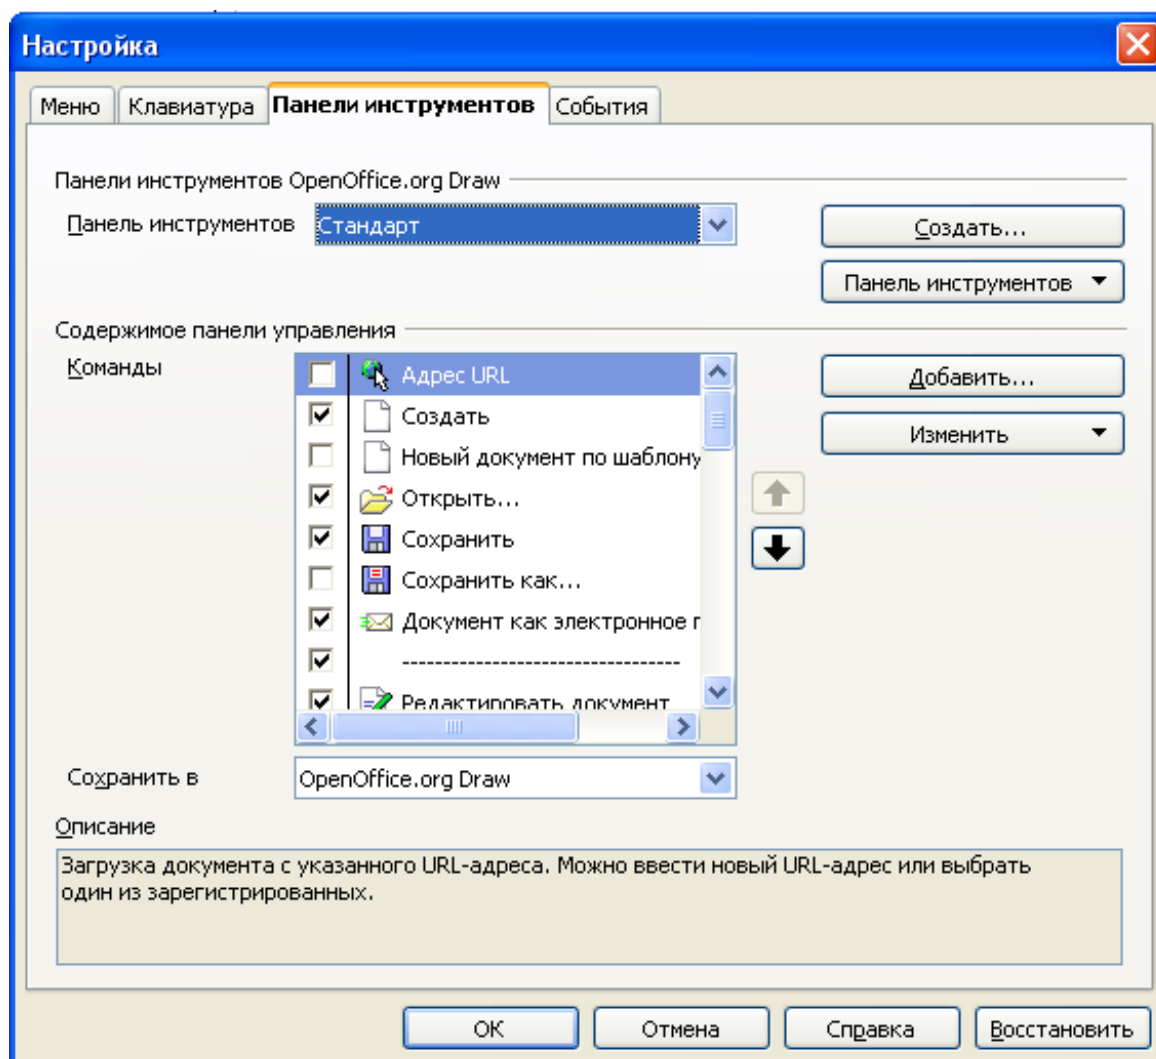 Настройка
Меню Клавиатура Панели инструментов События
Панели инструментов OpenOffice.org Draw
Панель инструментов Стандарт Создать...
Панель инструментов
Содержимое панели управления
Команды Адрес URL Добавить...
Создать Изменить
Новый документ по шаблону
Открыть...
Сохранить
Сохранить как...
Документ как электронное п
----------------------------------
Редактировать документ
Сохранить в OpenOffice.org Draw
Описание
Загрузка документа с указанного URL-адреса. Можно ввести новый URL-адрес или выбрать
один из зарегистрированных.
ОК Отмена Справка Восстановить